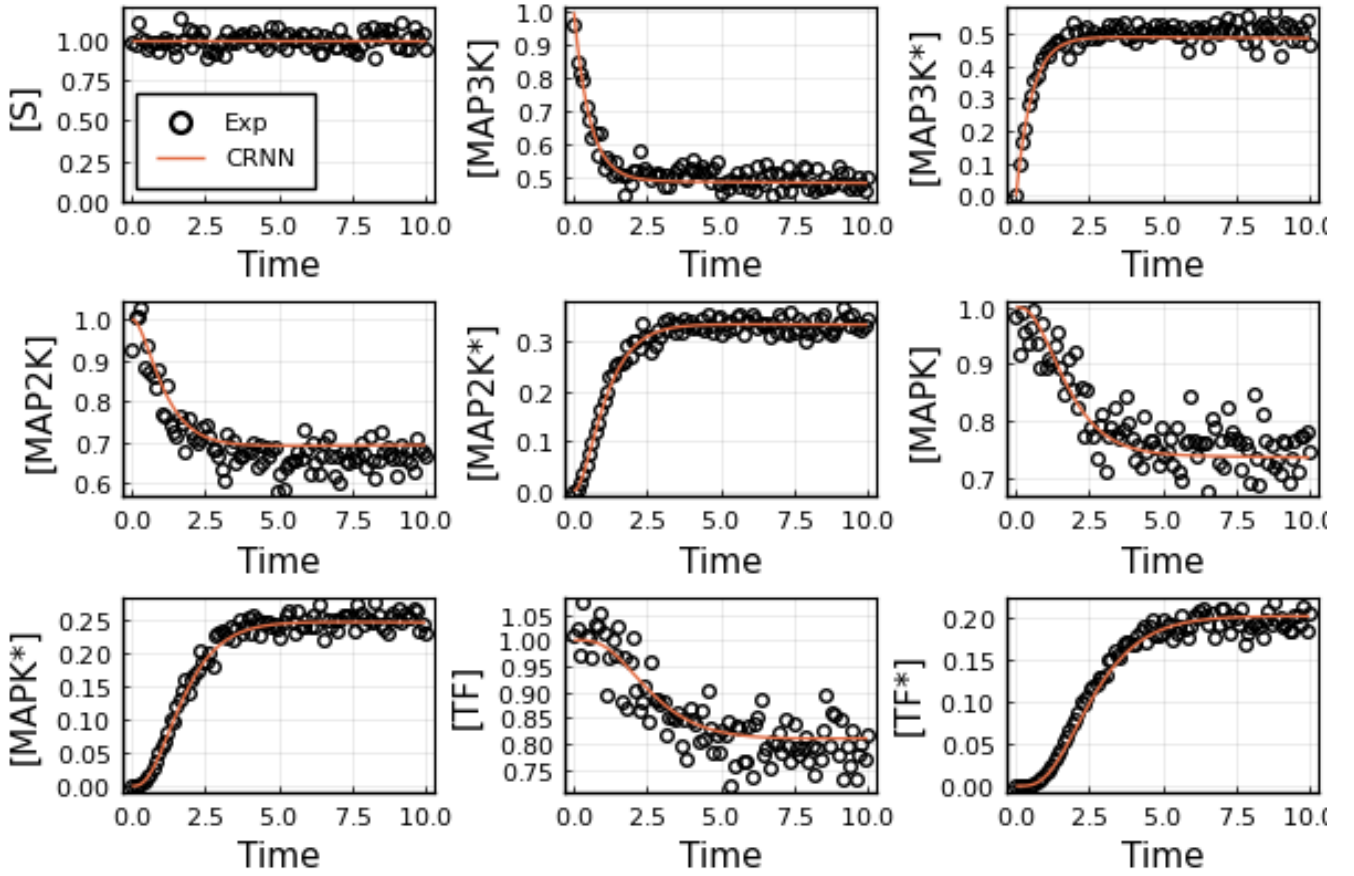 [S]
1.00
0.75
0.50
0.25
0.00
Exp
CRNN
0.0 2.5 5.0 7.5 10.0
Time
[MAP3K]
1.0
0.9
0.8
0.7
0.6
0.5
0.0 2.5 5.0 7.5 10.0
Time
[MAP3K*]
0.5
0.4
0.3
0.2
0.1
0.0
0.0 2.5 5.0 7.5 10.0
Time
[MAP2K]
1.0
0.9
0.8
0.7
0.6
0.0 2.5 5.0 7.5 10.0
Time
[MAP2K*]
0.3
0.2
0.1
0.0
0.0 2.5 5.0 7.5 10.0
Time
[MAPK]
1.0
0.9
0.8
0.7
0.0 2.5 5.0 7.5 10.0
Time
[MAPK*]
0.25
0.20
0.15
0.10
0.05
0.00
0.0 2.5 5.0 7.5 10.0
Time
[TF]
1.05
1.00
0.95
0.90
0.85
0.80
0.75
0.0 2.5 5.0 7.5 10.0
Time
[TF*]
0.20
0.15
0.10
0.05
0.00
0.0 2.5 5.0 7.5 10.0
Time